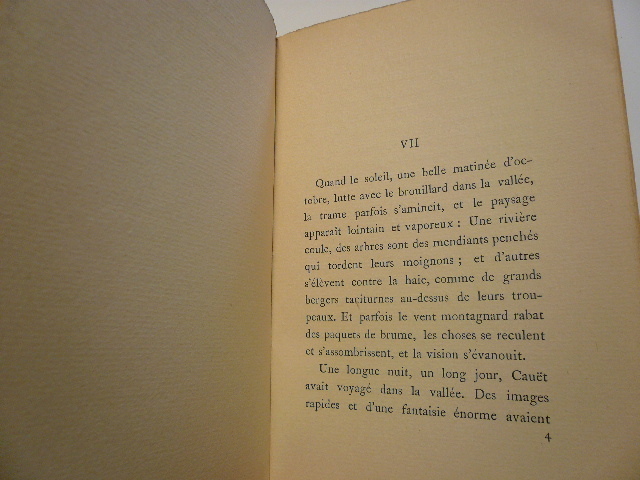 VII
Quand le soleil, une belle matinée d'oc-
tobre, lutte avec le brouillard dans la vallée,
la trame parfois s'amincit, et le paysage
apparaît lointain et vaporeux : Une rivière
coule, des arbres sont des mendiants penchés
qui tordent leurs moignons ; et d'autres
s'élèvent contre la haie, comme de grands
bergers taciturnes au-dessus de leurs trou-
peaux. Et parfois le vent montagnard rabat
des paquets de brume, les choses se reculent
et s'assombrissent, et la vision s'évanouit.
Une longue nuit, un long jour, Cauët
avait voyagé dans la vallée. Des images
rapides et d'une fantaisie énorme avaient
4